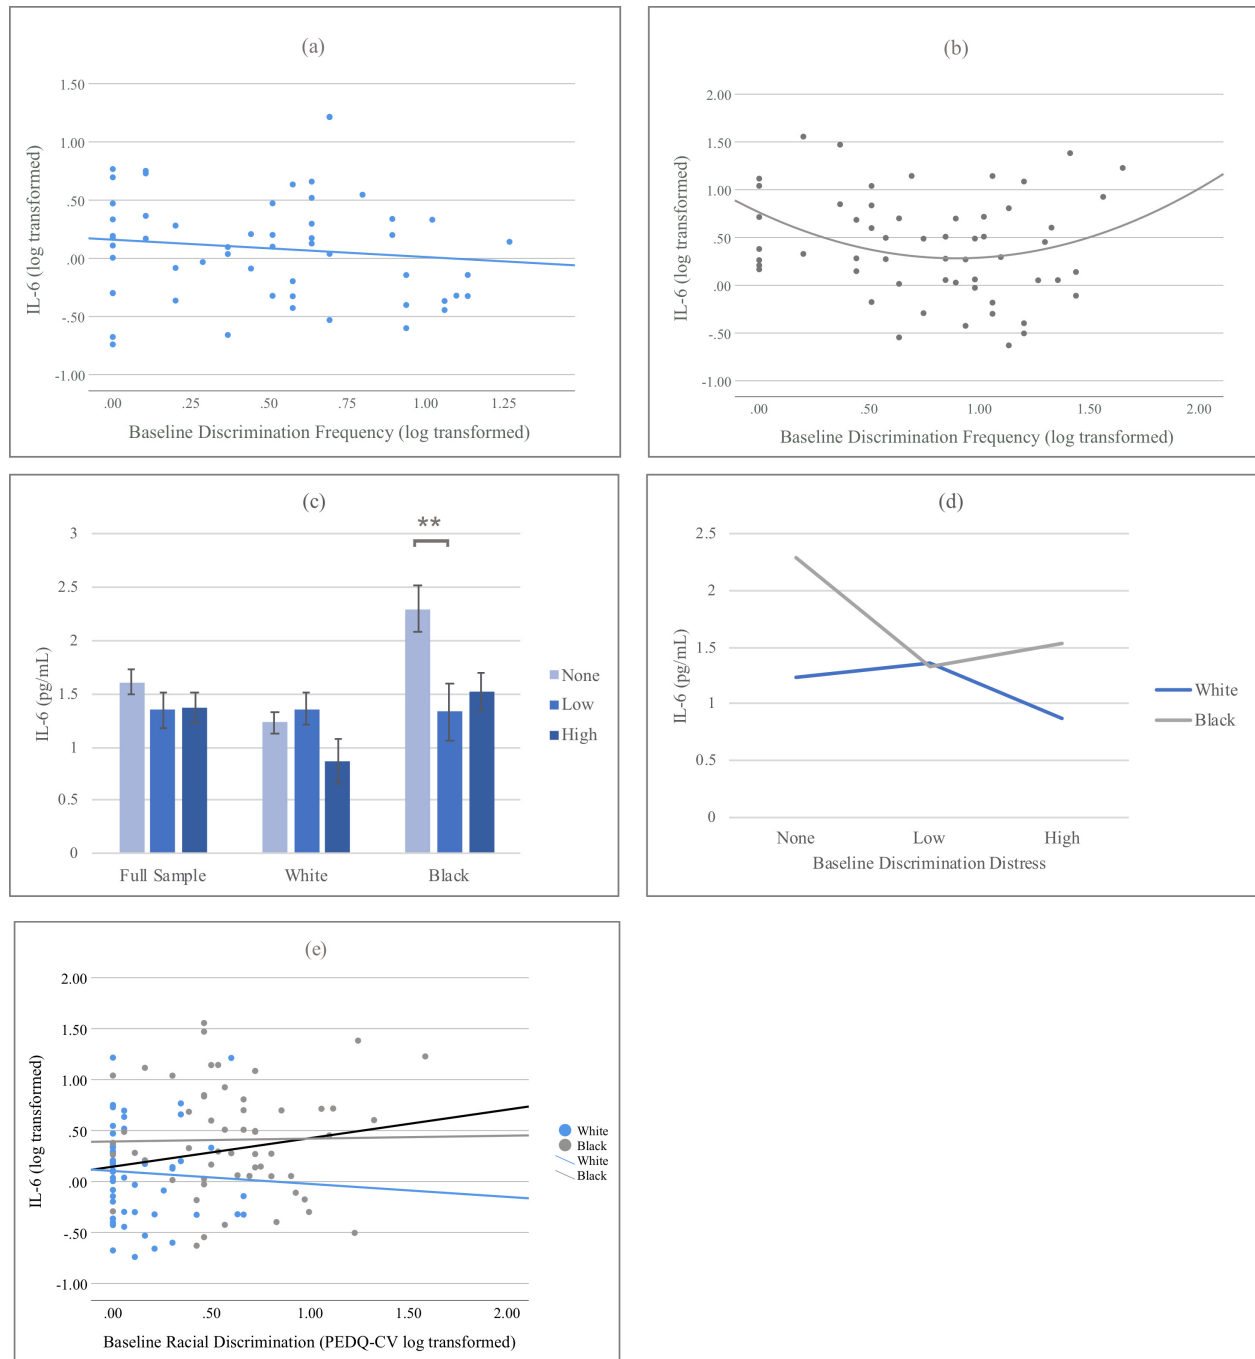 (a)
1.50
1.00
.50
.00
-.50
-1.00
IL-6 (log transformed)
.00 .25 .50 .75 1.00 1.25
Baseline Discrimination Frequency (log transformed)
(b)
2.00
1.50
1.00
.50
.00
-.50
-1.00
IL-6 (log transformed)
.00 .50 1.00 1.50 2.00
Baseline Discrimination Frequency (log transformed)
(c)
**
3
2.5
2
1.5
1
0.5
0
IL-6 (pg/mL)
Full Sample White Black
None
Low
High
(d)
2.5
2
1.5
1
0.5
0
IL-6 (pg/mL)
None Low High
Baseline Discrimination Distress
White
Black
(e)
2.00
1.50
1.00
.50
.00
-.50
-1.00
IL-6 (log transformed)
.00 .50 1.00 1.50 2.00
Baseline Racial Discrimination (PEDQ-CV log transformed)
White
Black
White
Black